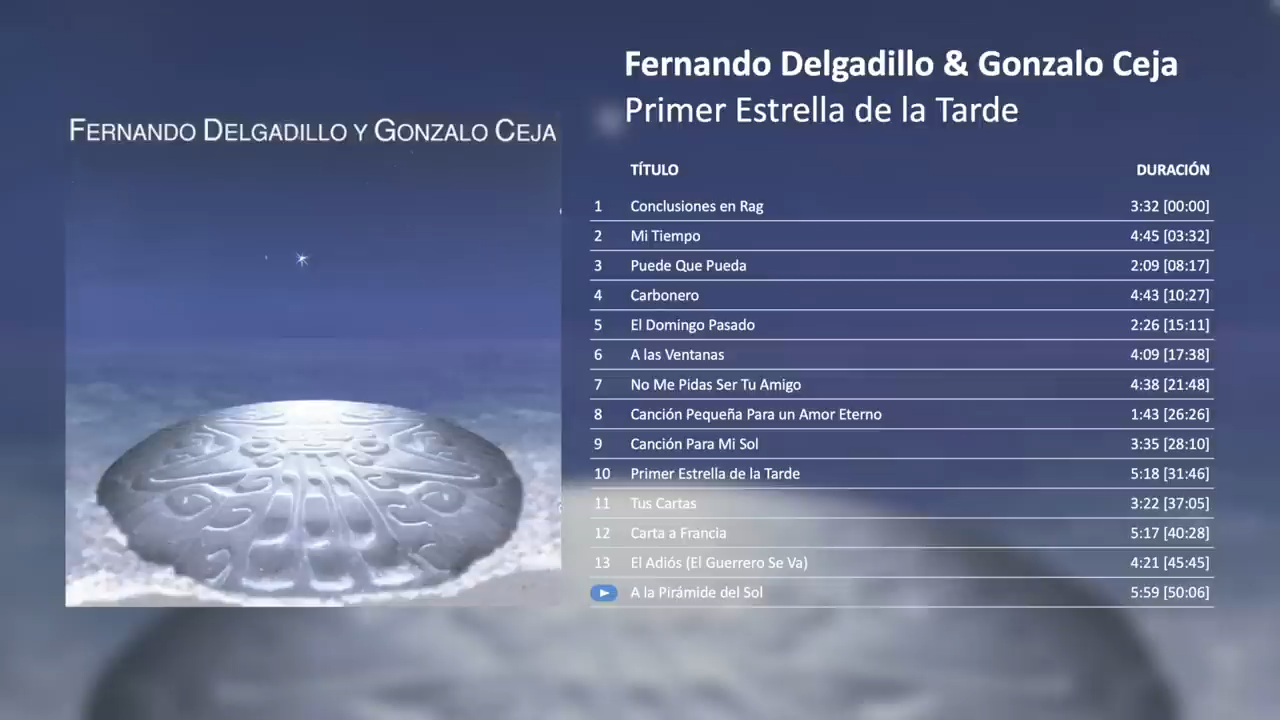 Fernando Delgadillo & Gonzalo Ceja
Primer Estrella de la Tarde
FERNANDO DELGADILLO Y GONZALO CEJA
TÍTULO DURACIÓN
1 Conclusiones en Rag 3:32 [00:00]
2 Mi Tiempo 4:45 [03:32]
3 Puede Que Pueda 2:09 [08:17]
4 Carbonero 4:43 [10:27]
5 El Domingo Pasado 2:26 [15:11]
6 A las Ventanas 4:09 [17:38]
7 No Me Pidas Ser Tu Amigo 4:38 [21:48]
8 Canción Pequeña Para un Amor Eterno 1:43 [26:26]
9 Canción Para Mi Sol 3:35 [28:10]
10 Primer Estrella de la Tarde 5:18 [31:46]
11 Tus Cartas 3:22 [37:05]
12 Carta a Francia 5:17 [40:28]
13 El Adiós (El Guerrero Se Va) 4:21 [45:45]
A la Pirámide del Sol 5:59 [50:06]